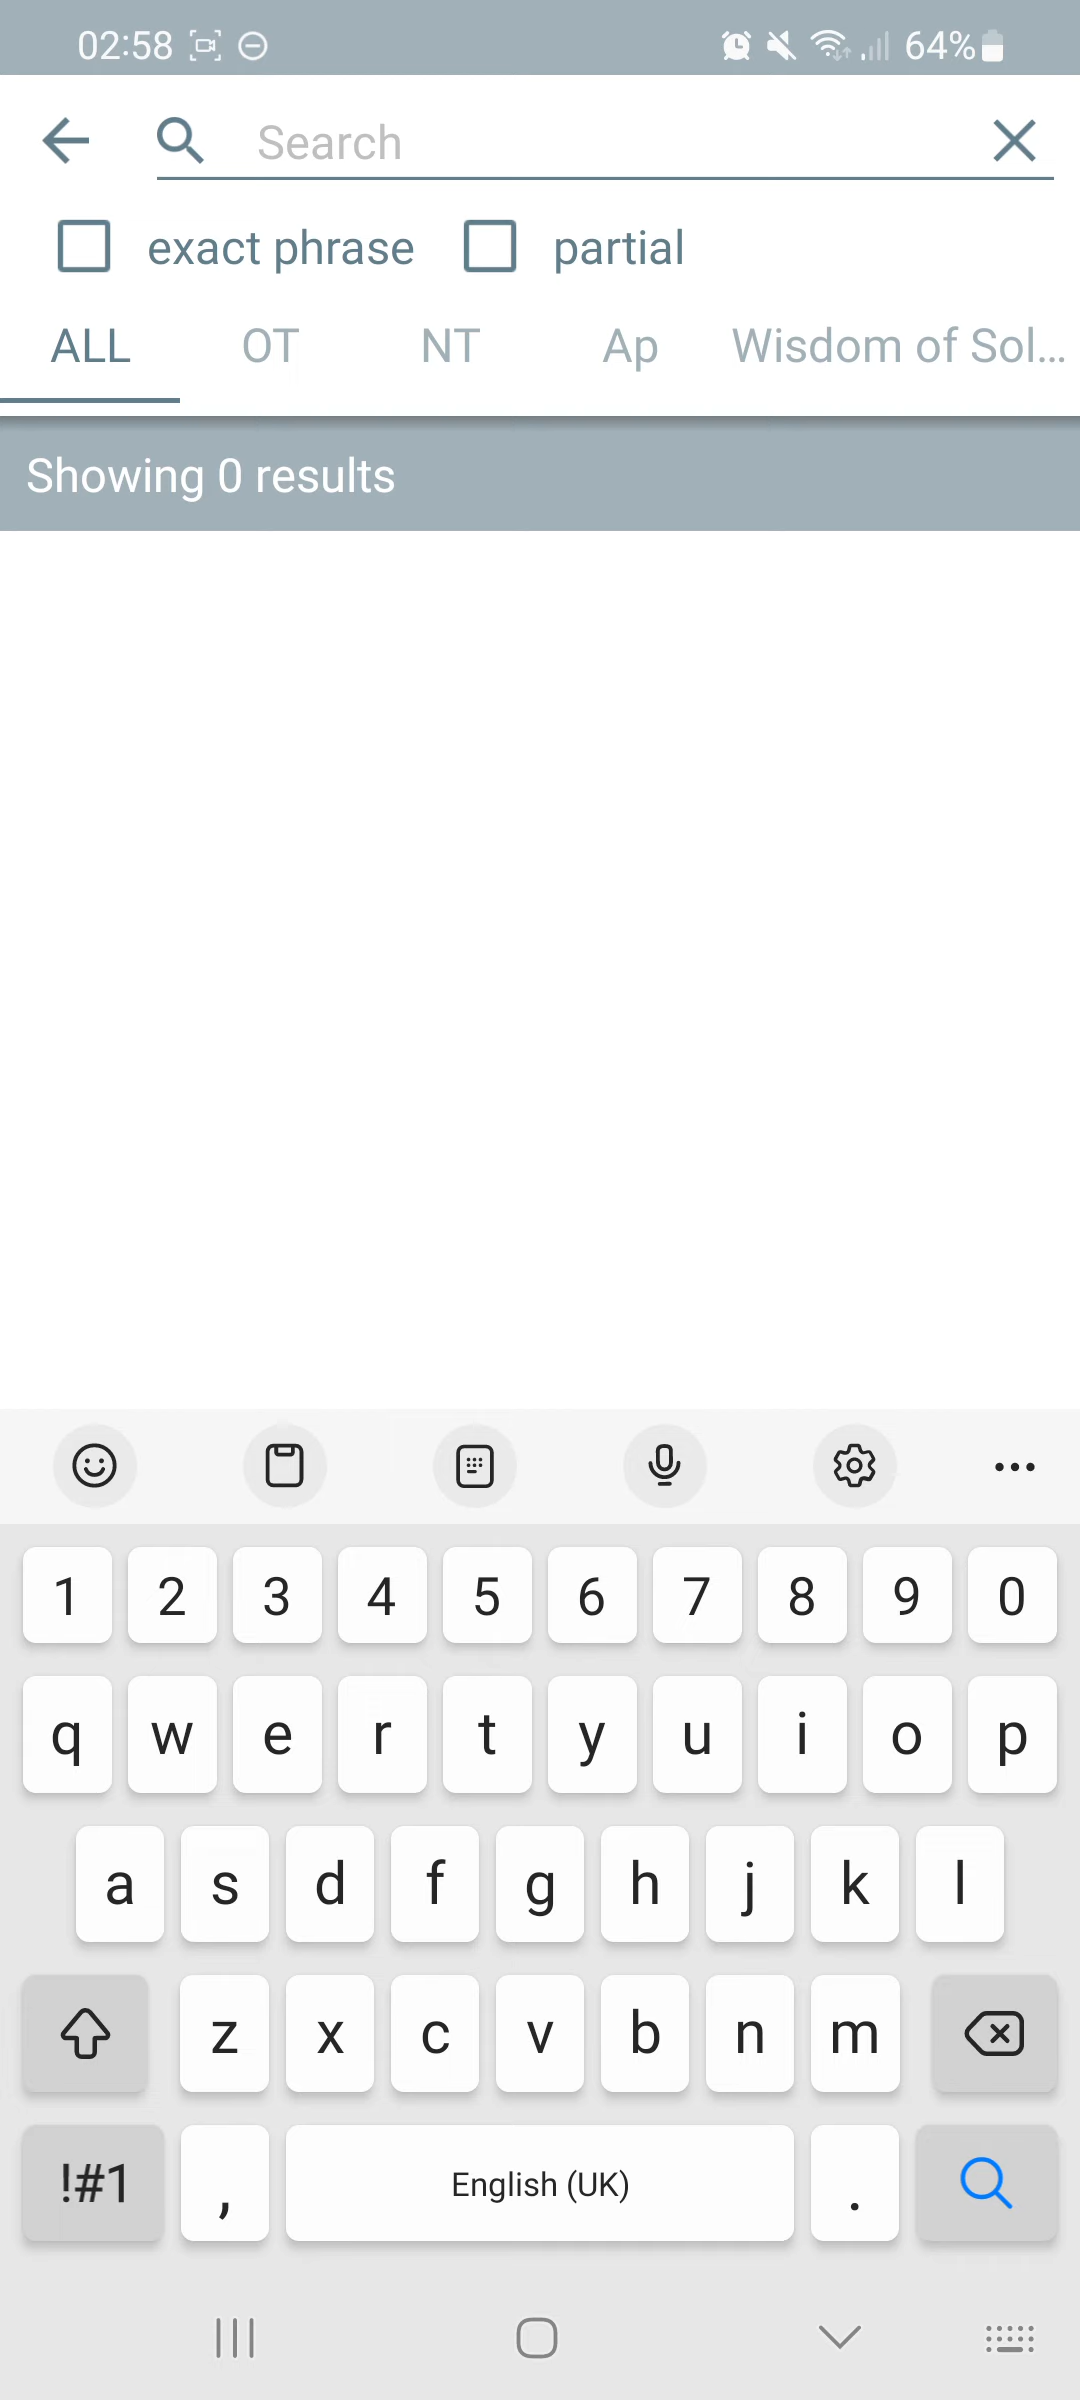 02:58 64%
Search
exact phrase partial
ALL OT NT Ap Wisdom of Sol...
Showing 0 results
1 2 3 4 5 6 7 8 9 0
q w e r t y u i o p
a s d f g h j k l
z x c v b n m
!#1 , English (UK) .